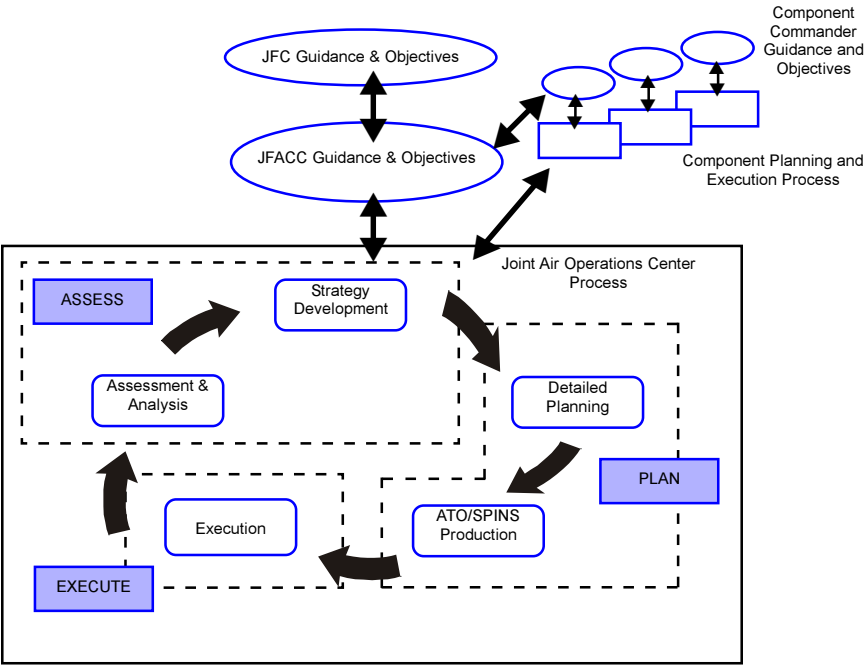 Component
Commander
Guidance and
Objectives
JFC Guidance & Objectives
JFACC Guidance & Objectives
Component Planning and
Execution Process
Joint Air Operations Center
Process
ASSESS
Strategy
Development
Assessment &
Analysis
Detailed
Planning
PLAN
ATO/SPINS
Production
Execution
EXECUTE